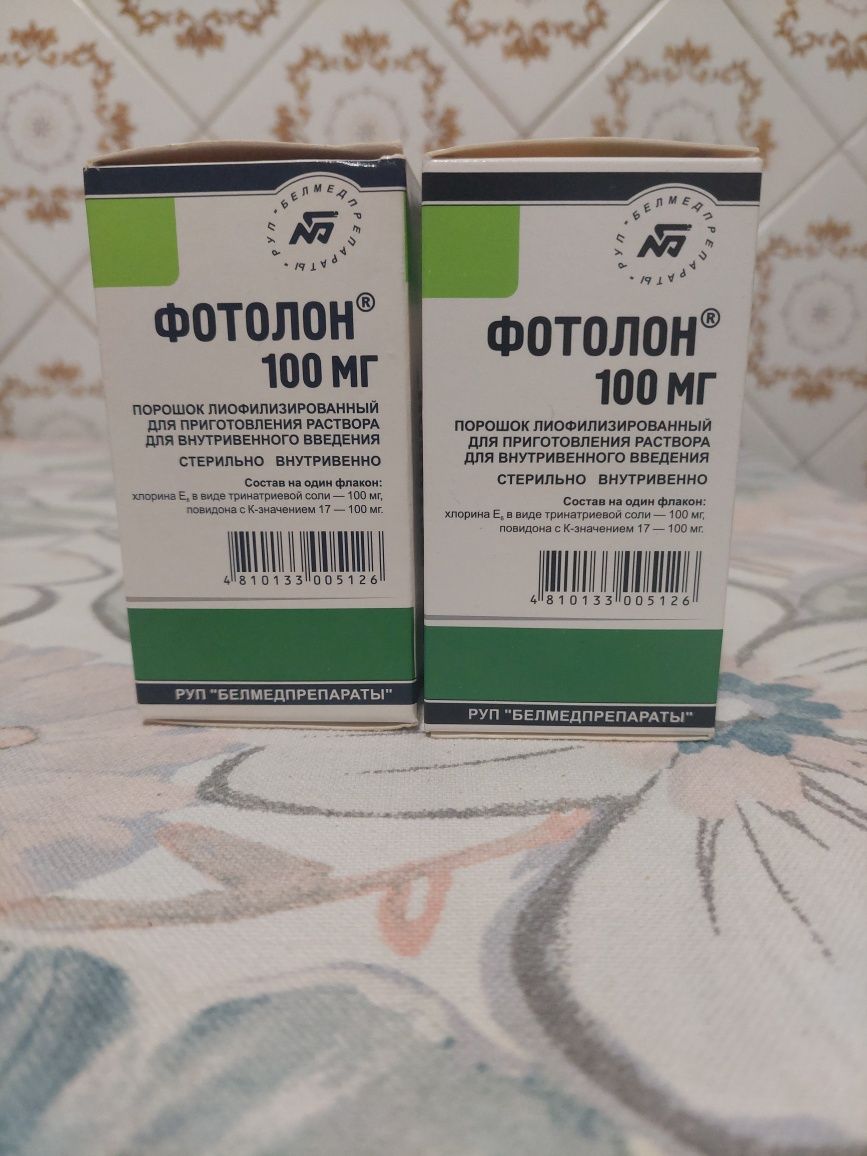 РУП "БЕЛМЕДПРЕПАРАТЫ"
ФОТОЛОН®
100 МГ
ПОРОШОК ЛИОФИЛИЗИРОВАННЫЙ
ДЛЯ ПРИГОТОВЛЕНИЯ РАСТВОРА
ДЛЯ ВНУТРИВЕННОГО ВВЕДЕНИЯ
СТЕРИЛЬНО ВНУТРИВЕННО
Состав на один флакон:
хлорина Е₆ в виде тринатриевой соли — 100 мг,
повидона с К-значением 17 — 100 мг.
4 810133 005126
РУП "БЕЛМЕДПРЕПАРАТЫ"
РУП "БЕЛМЕДПРЕПАРАТЫ"
ФОТОЛОН®
100 МГ
ПОРОШОК ЛИОФИЛИЗИРОВАННЫЙ
ДЛЯ ПРИГОТОВЛЕНИЯ РАСТВОРА
ДЛЯ ВНУТРИВЕННОГО ВВЕДЕНИЯ
СТЕРИЛЬНО ВНУТРИВЕННО
Состав на один флакон:
хлорина Е₆ в виде тринатриевой соли — 100 мг,
повидона с К-значением 17 — 100 мг.
4 810133 005126
РУП "БЕЛМЕДПРЕПАРАТЫ"